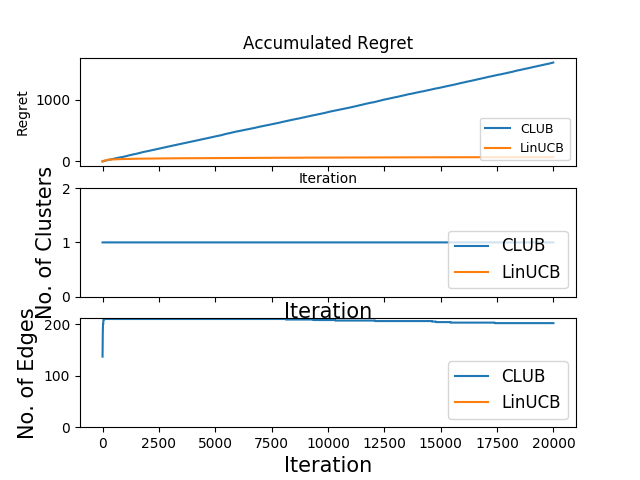 Accumulated Regret
Regret
1000
0
CLUB
LinUCB
Iteration
No. of Clusters
2
1
0
CLUB
LinUCB
Iteration
No. of Edges
200
100
0
CLUB
LinUCB
0 2500 5000 7500 10000 12500 15000 17500 20000
Iteration